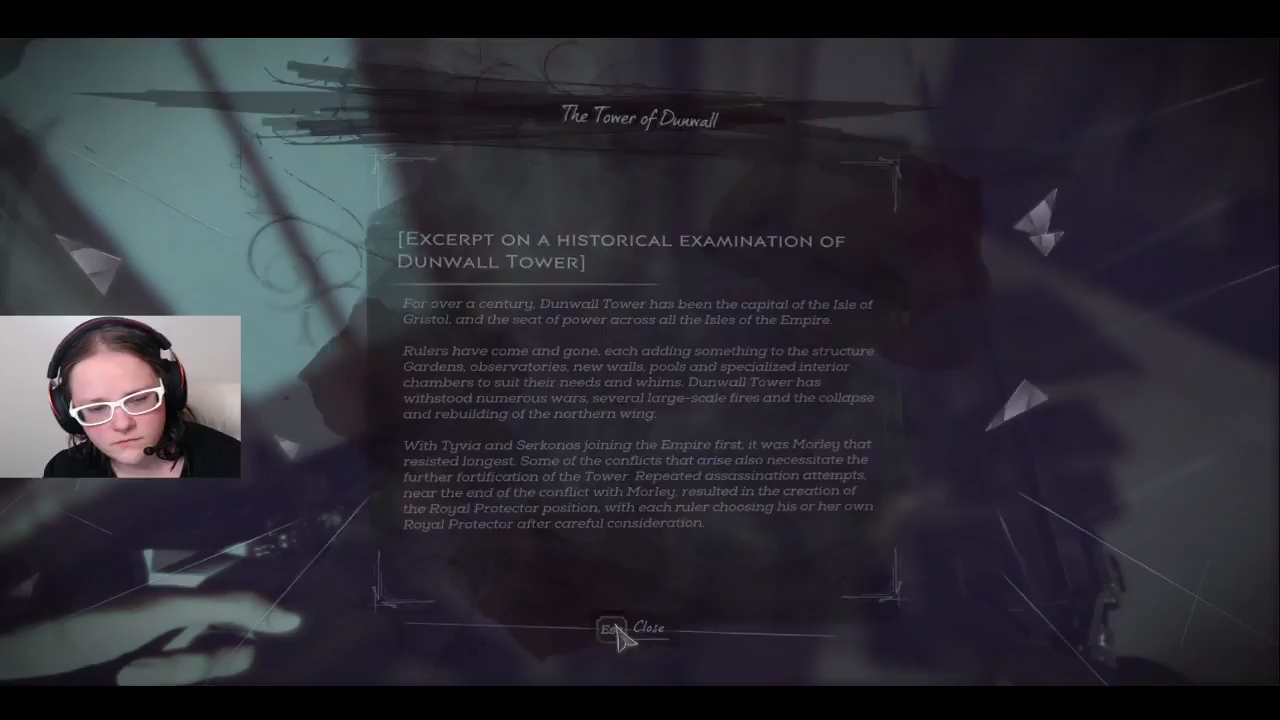 The Tower of Dunwall
[EXCERPT ON A HISTORICAL EXAMINATION OF
DUNWALL TOWER]
For over a century, Dunwall Tower has been the capital of the Isle of
Gristol, and the seat of power across all the Isles of the Empire.
Rulers have come and gone, each adding something to the structure.
Gardens, observatories, new walls, pools and specialized interior
chambers to suit their needs and whims. Dunwall Tower has
withstood numerous wars, several large-scale fires and the collapse
and rebuilding of the northern wing.
With Tyvia and Serkonos joining the Empire first, it was Morley that
resisted longest. Some of the conflicts that arise also necessitate the
further fortification of the Tower. Repeated assassination attempts,
near the end of the conflict with Morley, resulted in the creation of
the Royal Protector position, with each ruler choosing his or her own
Royal Protector after careful consideration.
Esc Close